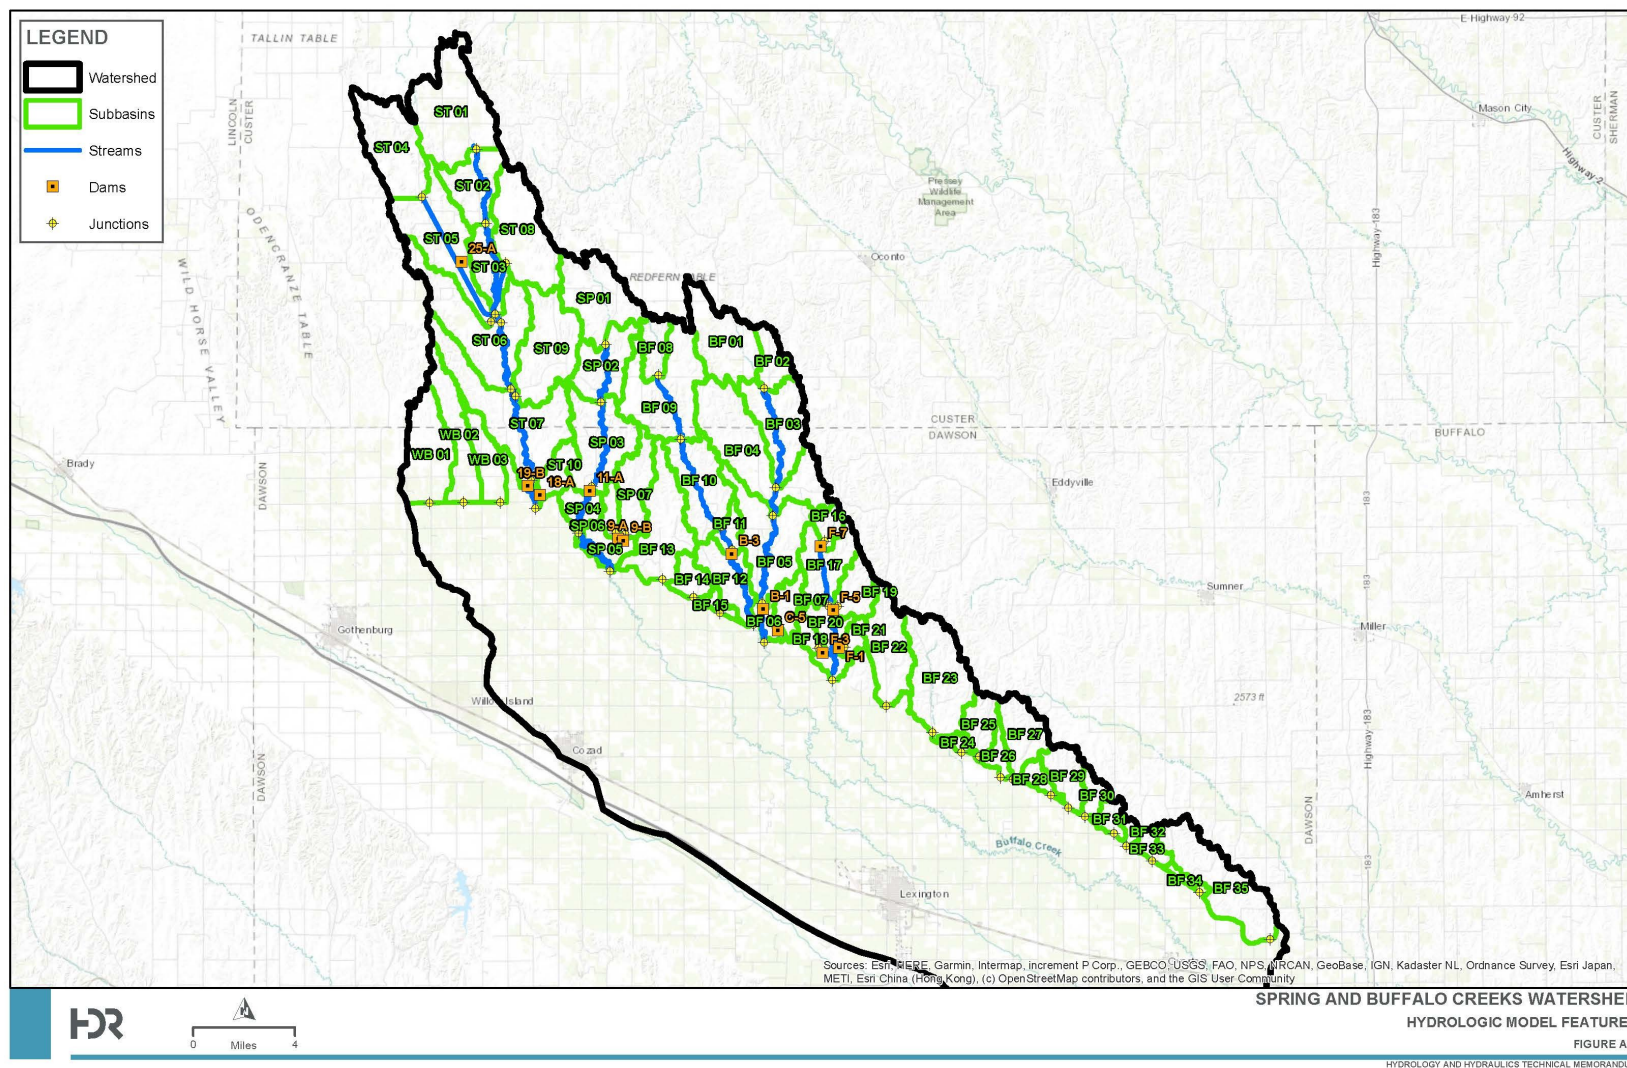 LEGEND
Watershed
Subbasins
Streams
Dams
Junctions
TALLIN TABLE
E Highway 92
LINCOLN
CUSTER
Mason City
CUSTER
SHERMAN
Highway 2
ST 01
ST 04
ST 02
Pressey
Wildlife
Management
Area
ODENCRANZE TABLE
WILD HORSE VALLEY
ST 08
ST 05
25-A
ST 03
Highway 183
Oconto
REDFERN TABLE
SP 01
ST 06
ST 09
BF 08
BF 01
SP 02
BF 02
BF 09
ST 07
BF 03
CUSTER
DAWSON
BUFFALO
WB 02
SP 03
BF 04
WB 01
WB 03
ST 10
Brady
DAWSON
19-B
18-A
11-A
BF 10
SP 07
Eddyville
183
SP 04
BF 16
SP 06
9-A
9-B
BF 11
F-7
B-3
SP 05
BF 13
BF 05
BF 17
BF 14
BF 12
BF 19
Sumner
B-1
BF 07
F-5
BF 15
BF 06
C-5
BF 20
Gothenburg
BF 21
Miller
BF 18
F-3
BF 22
F-1
BF 23
Willow Island
2573 ft
BF 25
Highway 183
BF 27
BF 24
Cozad
BF 26
DAWSON
BF 28
BF 29
BF 30
Amherst
BF 31
DAWSON
BF 32
Buffalo Creek
BF 33
183
BF 34
BF 35
Lexington
Sources: Esri, HERE, Garmin, Intermap, increment P Corp., GEBCO, USGS, FAO, NPS, NRCAN, GeoBase, IGN, Kadaster NL, Ordnance Survey, Esri Japan,
METI, Esri China (Hong Kong), (c) OpenStreetMap contributors, and the GIS User Community
HDR
N
0 Miles 4
SPRING AND BUFFALO CREEKS WATERSHE
HYDROLOGIC MODEL FEATURE
FIGURE A
HYDROLOGY AND HYDRAULICS TECHNICAL MEMORAND